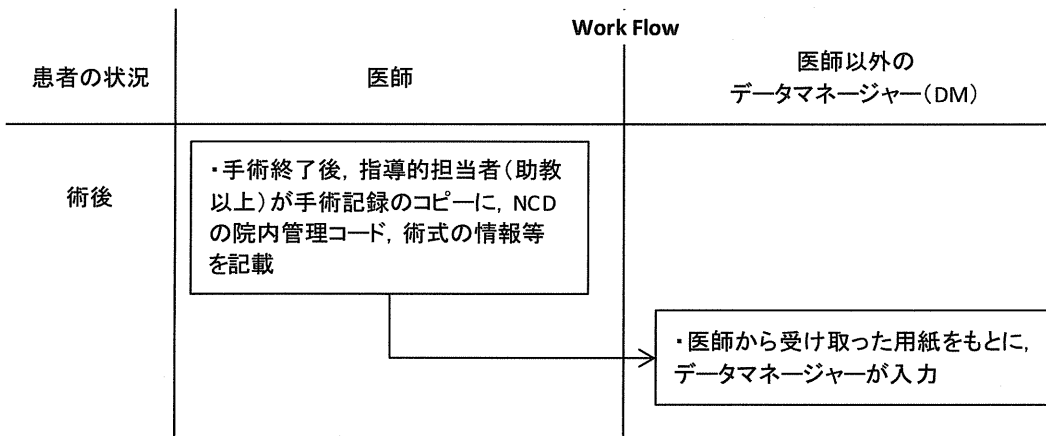 Work Flow
患者の状況
医師
医師以外の
データマネージャー(DM)
術後
・手術終了後, 指導的担当者(助教
以上)が手術記録のコピーに, NCD
の院内管理コード, 術式の情報等
を記載
・医師から受け取った用紙をもとに,
データマネージャーが入力